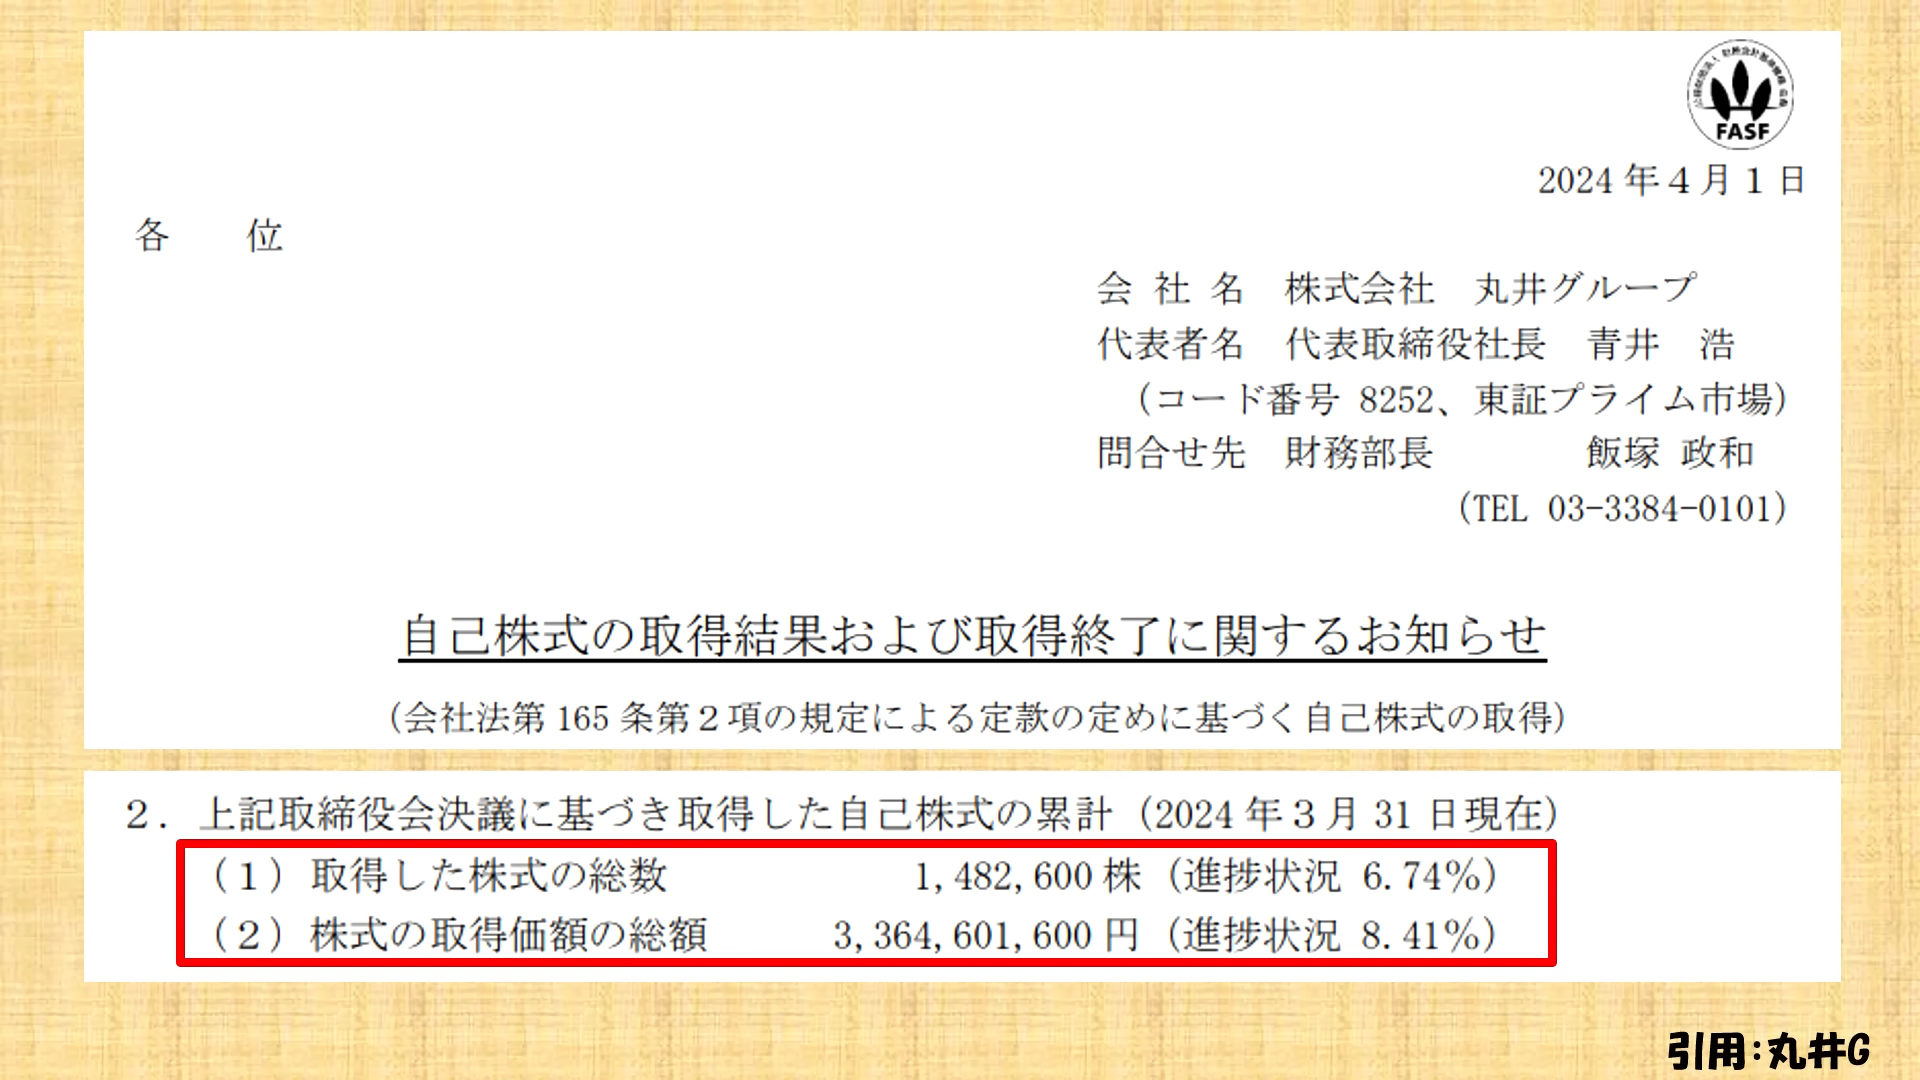 FASF
2024年4月1日
各　　位
会 社 名　株式会社　丸井グループ
代表者名　代表取締役社長　青井　浩
（コード番号 8252、東証プライム市場）
問合せ先　財務部長　　　　飯塚 政和
（TEL 03-3384-0101）
自己株式の取得結果および取得終了に関するお知らせ
（会社法第165条第２項の規定による定款の定めに基づく自己株式の取得）
２．上記取締役会決議に基づき取得した自己株式の累計（2024年３月31日現在）
（１）取得した株式の総数　　1,482,600株（進捗状況 6.74％）
（２）株式の取得価額の総額　　3,364,601,600円（進捗状況 8.41％）
引用：丸井G